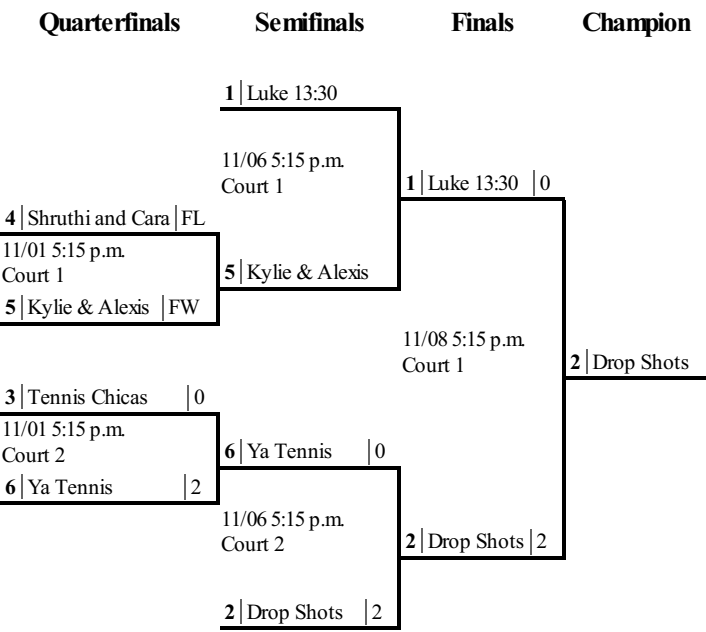 Quarterfinals Semifinals Finals Champion
1 Luke 13:30
11/06 5:15 p.m.
Court 1
1 Luke 13:30 0
4 Shruthi and Cara FL
11/01 5:15 p.m.
Court 1
5 Kylie & Alexis
5 Kylie & Alexis FW
11/08 5:15 p.m.
Court 1
2 Drop Shots
3 Tennis Chicas 0
11/01 5:15 p.m.
Court 2
6 Ya Tennis 0
6 Ya Tennis 2
11/06 5:15 p.m.
Court 2
2 Drop Shots 2
2 Drop Shots 2